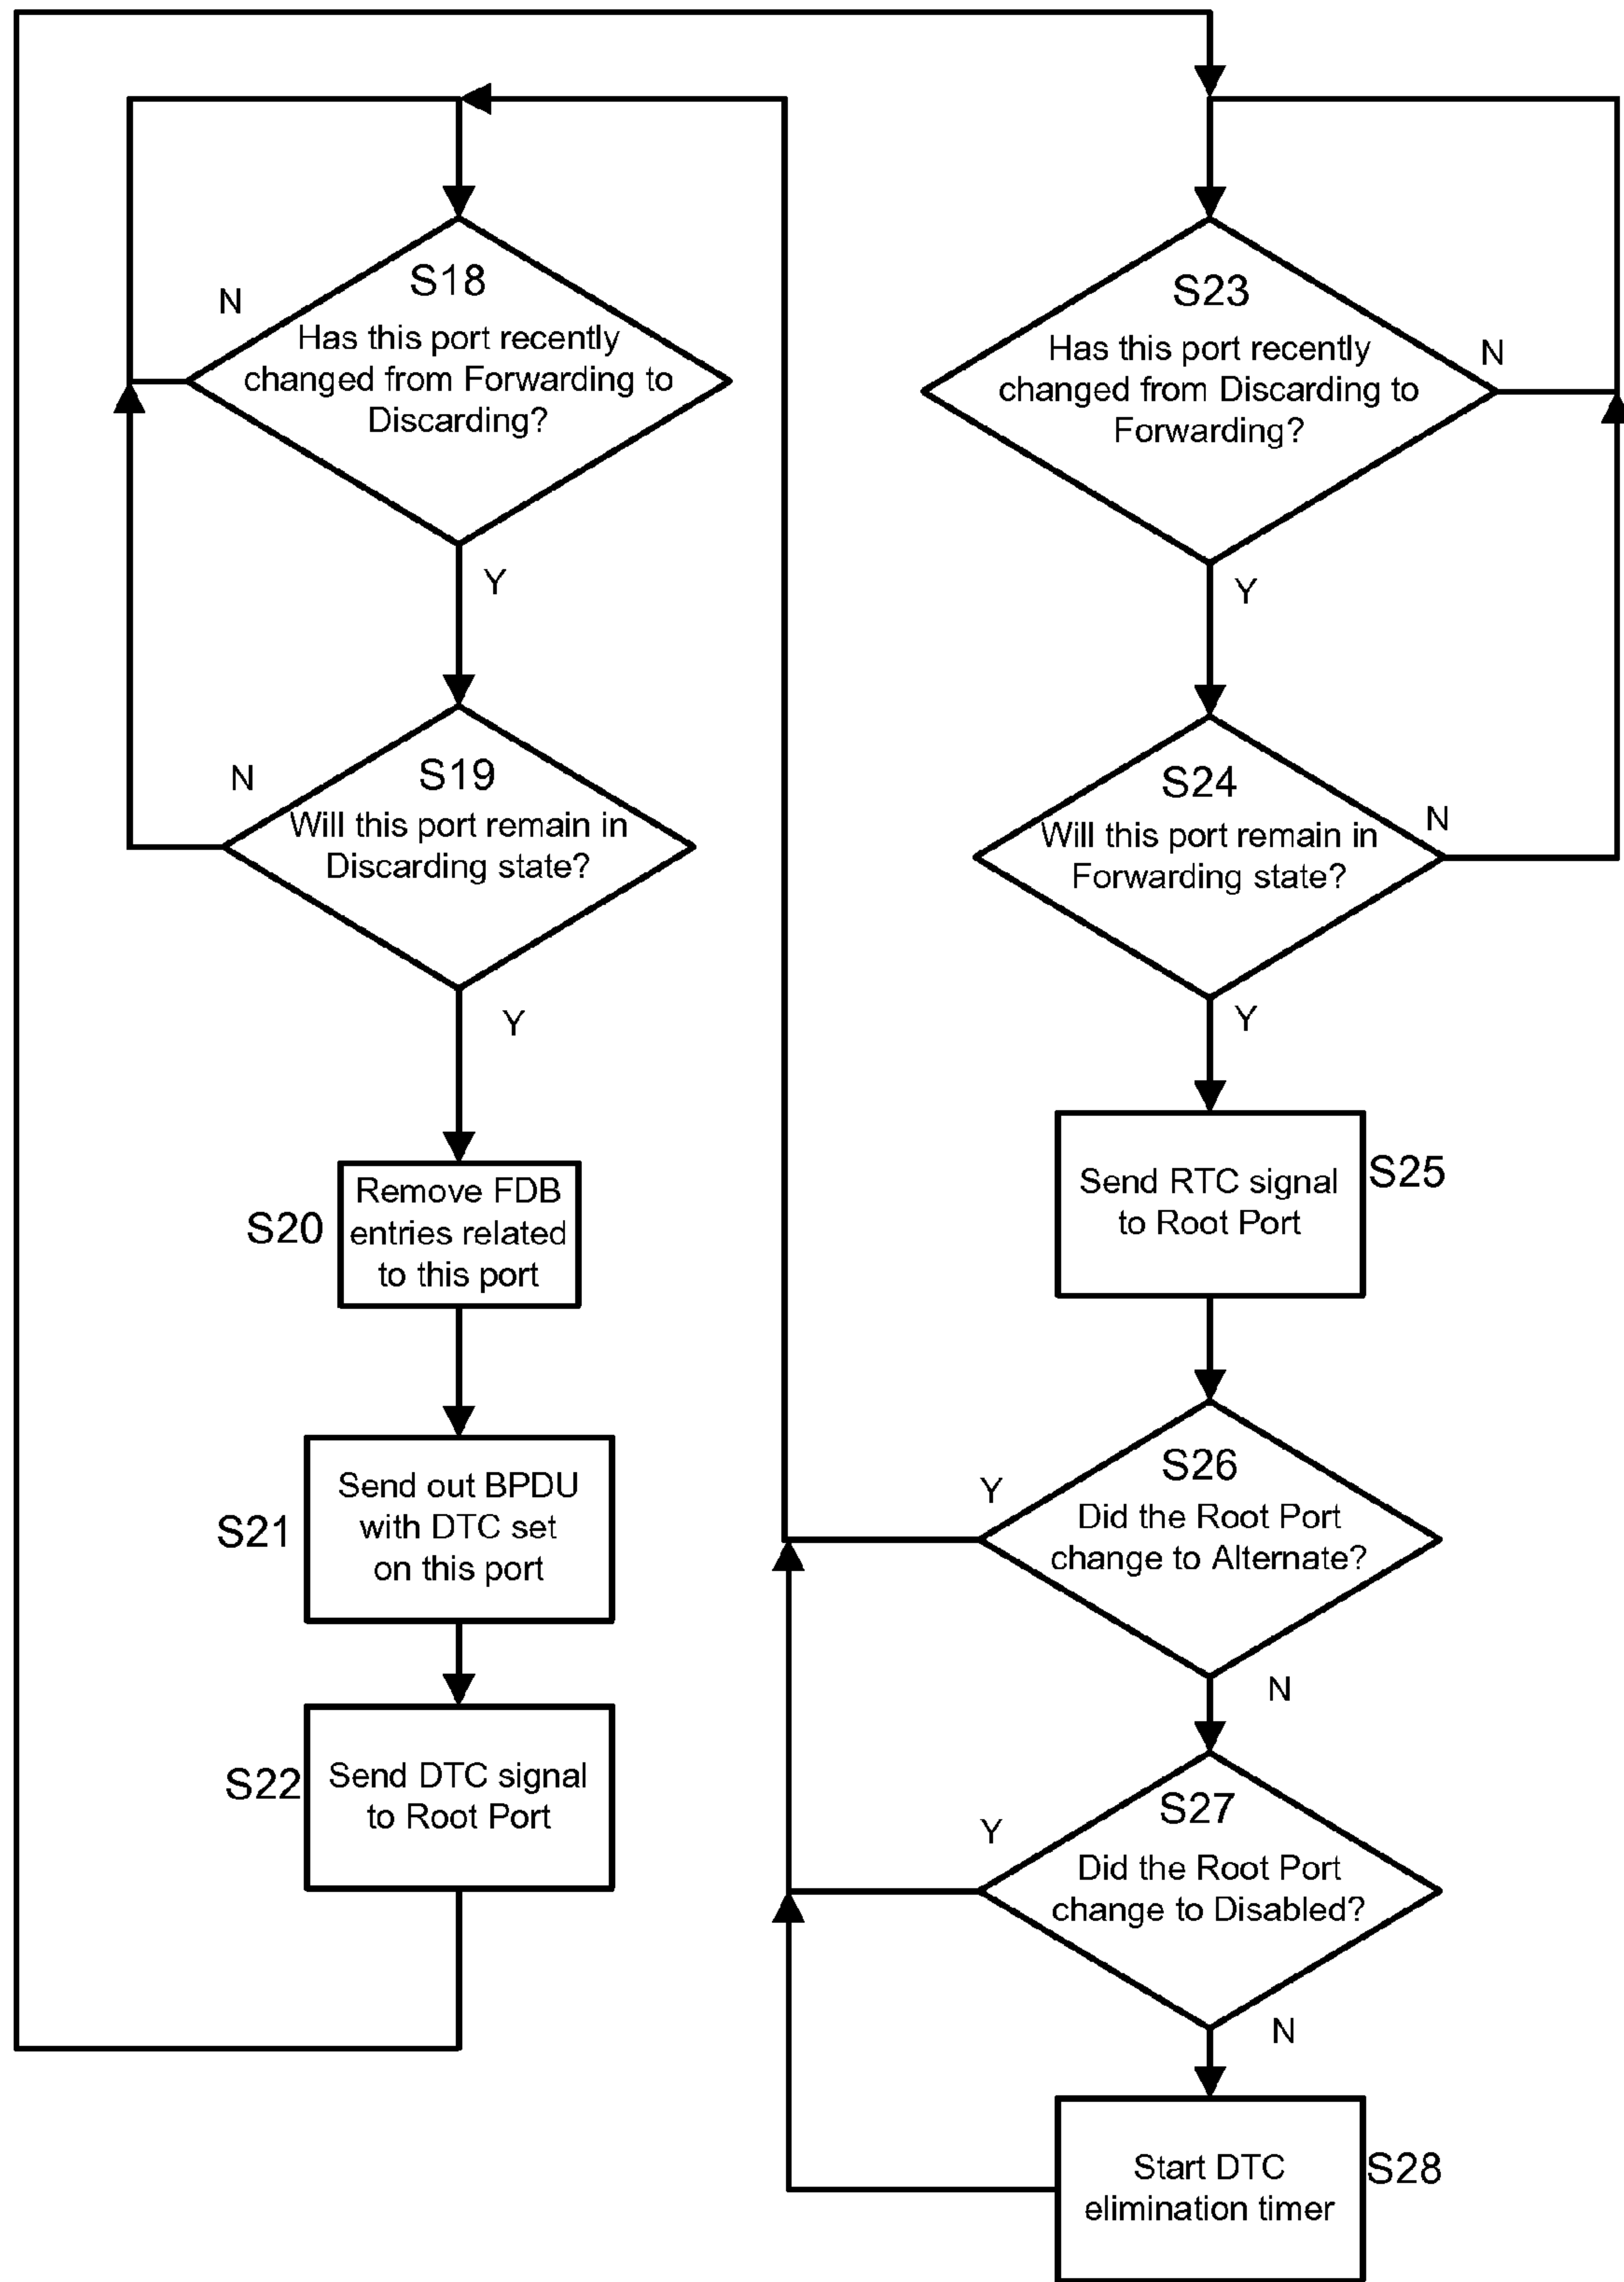 S18
N
Has this port recently
changed from Forwarding to
Discarding?
Y
S19
N
Will this port remain in
Discarding state?
Y
S20
Remove FDB
entries related
to this port
S21
Send out BPDU
with DTC set
on this port
S22
Send DTC signal
to Root Port
S23
N
Has this port recently
changed from Discarding to
Forwarding?
Y
S24
N
Will this port remain in
Forwarding state?
Y
Send RTC signal
to Root Port
S25
S26
Y
Did the Root Port
change to Alternate?
N
S27
Y
Did the Root Port
change to Disabled?
N
Start DTC
elimination timer
S28